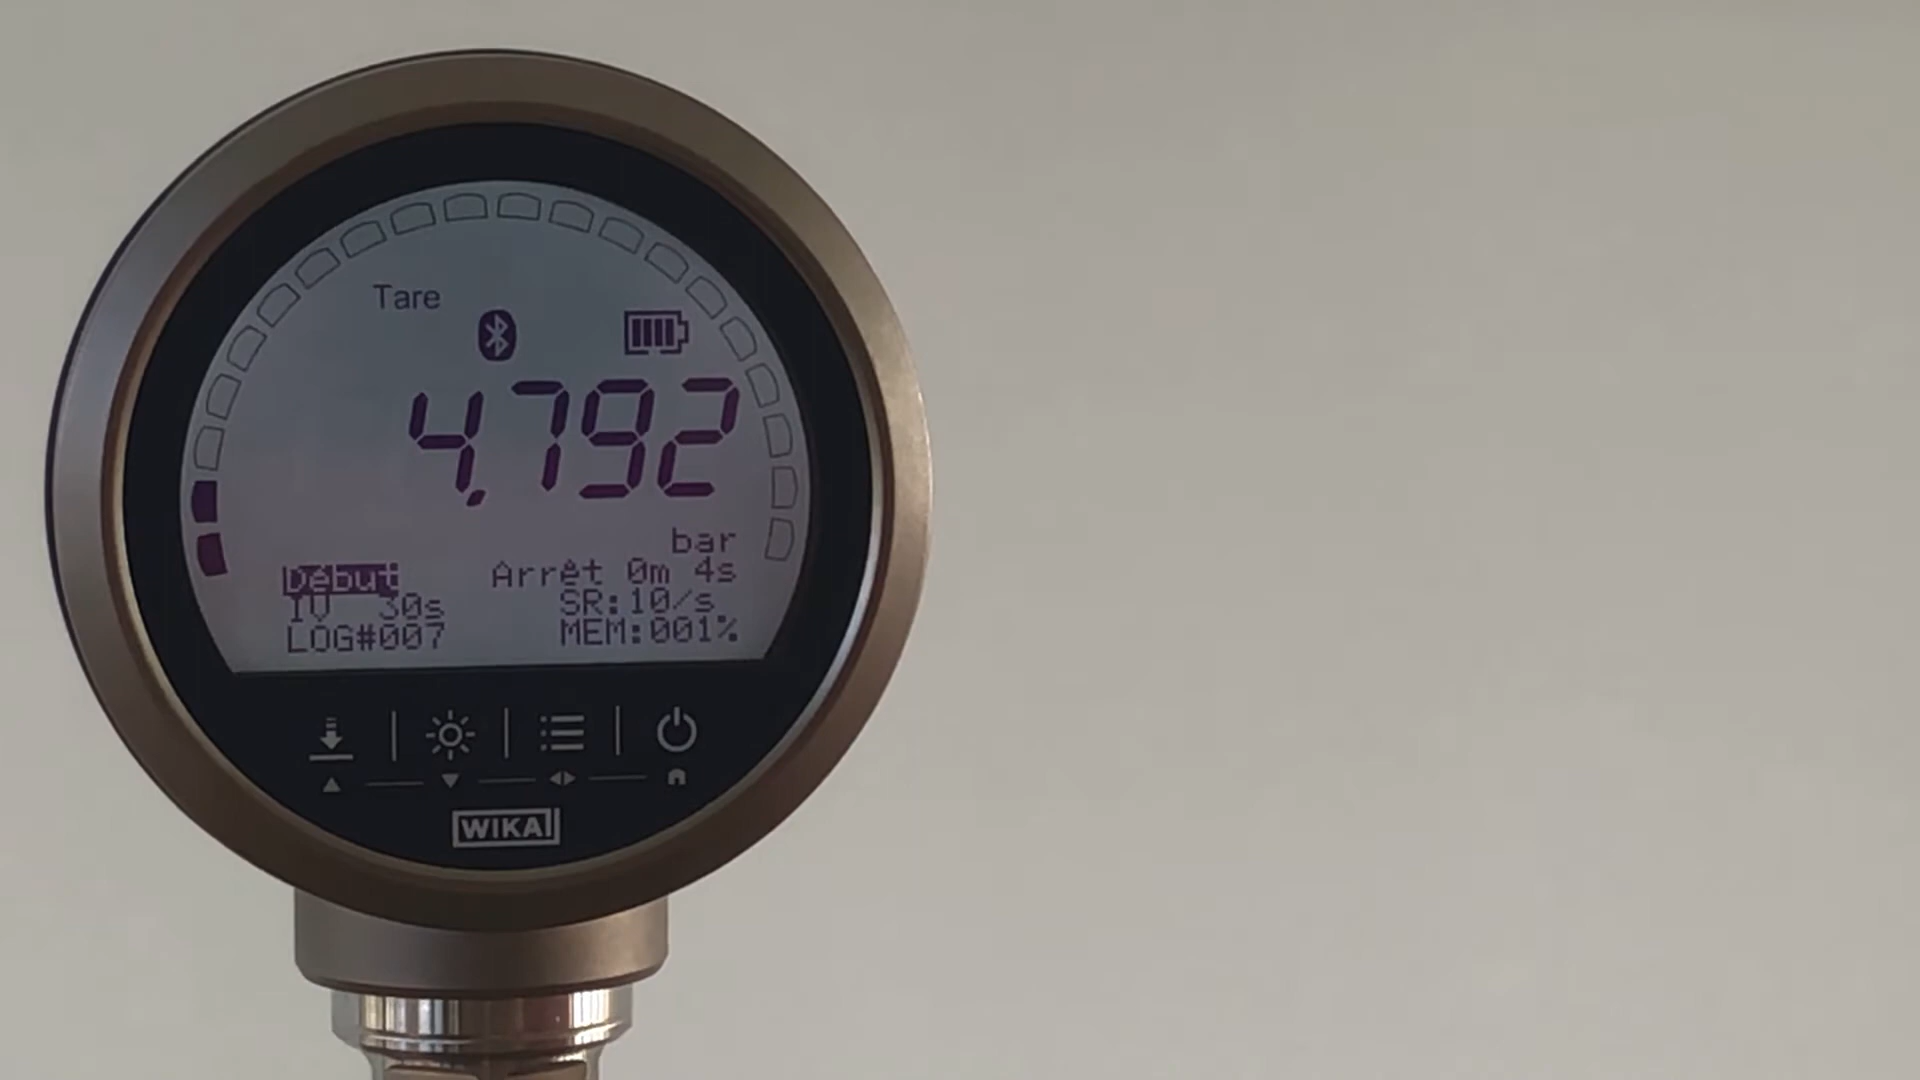 Tare
4,792
bar
Début Arrêt 0m 4s
IV 30s SR:10/s
LOG#007 MEM:001%
WIKA